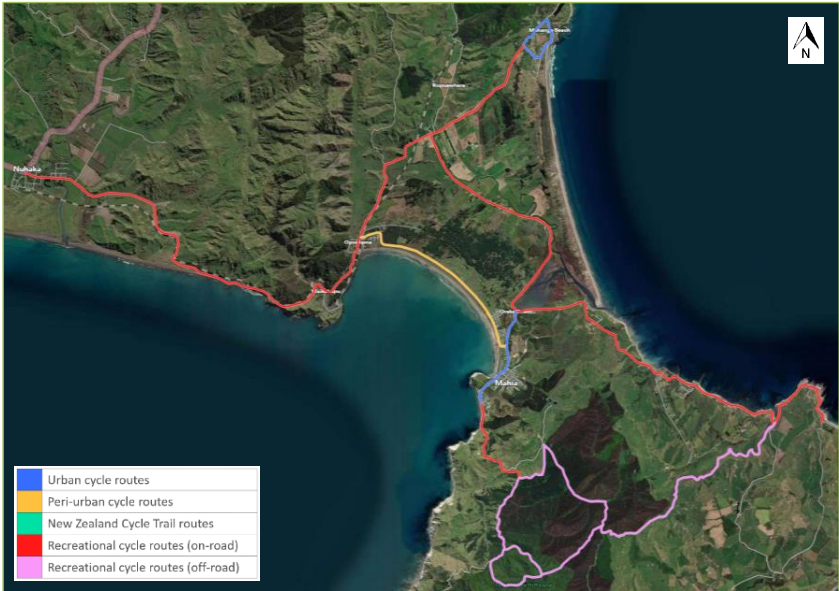 Mahanga Beach
N
Nuhaka
Opoutama
Mahia
Urban cycle routes
Peri-urban cycle routes
New Zealand Cycle Trail routes
Recreational cycle routes (on-road)
Recreational cycle routes (off-road)